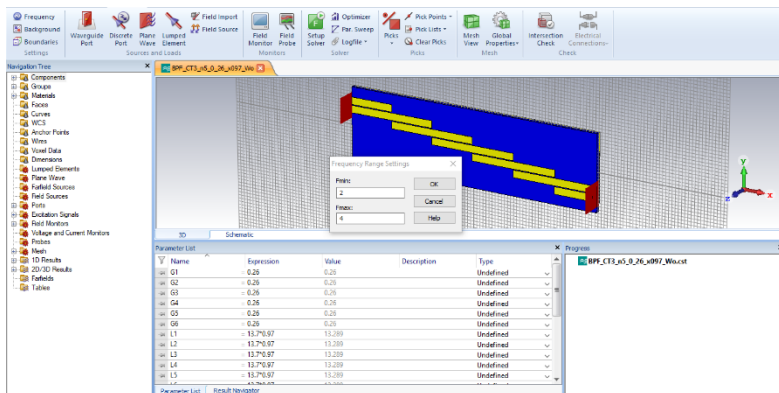 Frequency
Background
Boundaries
Settings
Waveguide Port
Discrete Port
Plane Wave
Lumped Element
Field Import
Field Source
Sources and Loads
Field Monitor
Field Probe
Monitors
Setup Solver
Optimizer
Par. Sweep
Logfile
Solver
Picks
Pick Points
Pick Lists
Clear Picks
Picks
Mesh View
Global Properties
Mesh
Intersection Check
Electrical Connections
Check
Navigation Tree
Components
Groups
Materials
Faces
Curves
WCS
Anchor Points
Wires
Voxel Data
Dimensions
Lumped Elements
Plane Wave
Farfield Sources
Field Sources
Ports
Excitation Signals
Field Monitors
Voltage and Current Monitors
Probes
Mesh
1D Results
2D/3D Results
Farfields
Tables
BPF_CT3_n5_0_26_x097_Wo
Frequency Range Settings
Fmin:
2
OK
Cancel
Fmax:
4
Help
y
x
z
3D Schematic
Parameter List
Name Expression Value Description Type
G1 = 0.26 0.26 Undefined
G2 = 0.26 0.26 Undefined
G3 = 0.26 0.26 Undefined
G4 = 0.26 0.26 Undefined
G5 = 0.26 0.26 Undefined
G6 = 0.26 0.26 Undefined
L1 = 13.7*0.97 13.289 Undefined
L2 = 13.7*0.97 13.289 Undefined
L3 = 13.7*0.97 13.289 Undefined
L4 = 13.7*0.97 13.289 Undefined
L5 = 13.7*0.97 13.289 Undefined
Parameter List Result Navigator
Progress
BPF_CT3_n5_0_26_x097_Wo.cst